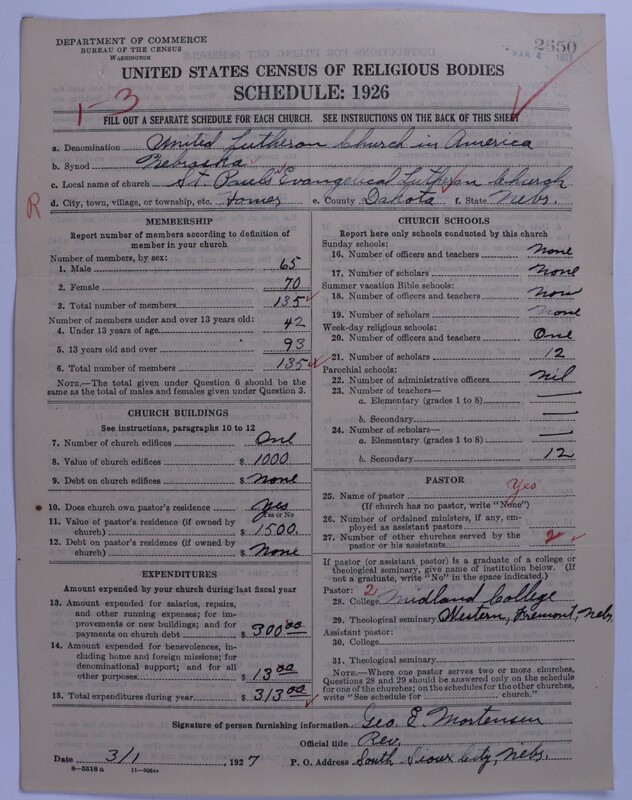 DEPARTMENT OF COMMERCE
BUREAU OF THE CENSUS
WASHINGTON
2650
MAR 4 1927
UNITED STATES CENSUS OF RELIGIOUS BODIES
SCHEDULE: 1926
1-3
FILL OUT A SEPARATE SCHEDULE FOR EACH CHURCH. SEE INSTRUCTIONS ON THE BACK OF THIS SHEET
a. Denomination United Lutheran Church in America
b. Synod Nebraska
c. Local name of church St. Paul's Evangelical Lutheran Church
R
d. City, town, village, or township, etc. Homer e. County Dakota f. State Nebr.
MEMBERSHIP
Report number of members according to definition of
member in your church
Number of members, by sex:
1. Male 65
2. Female 70
3. Total number of members 135
Number of members under and over 13 years old:
4. Under 13 years of age 42
5. 13 years old and over 93
6. Total number of members 135
NOTE.—The total given under Question 6 should be the
same as the total of males and females given under Question 3.
CHURCH BUILDINGS
See instructions, paragraphs 10 to 12
7. Number of church edifices One
8. Value of church edifices $ 1000
9. Debt on church edifices $ None
10. Does church own pastor's residence yes
Yes or No
11. Value of pastor's residence (if owned by
church) $ 1500.
12. Debt on pastor's residence (if owned by
church) $ None
EXPENDITURES
Amount expended by your church during last fiscal year
13. Amount expended for salaries, repairs,
and other running expenses; for im-
provements or new buildings; and for
payments on church debt $ 300 00
14. Amount expended for benevolences, in-
cluding home and foreign missions; for
denominational support; and for all
other purposes $ 13 00
15. Total expenditures during year $ 313 00
CHURCH SCHOOLS
Report here only schools conducted by this church
Sunday schools:
16. Number of officers and teachers none
17. Number of scholars none
Summer vacation Bible schools:
18. Number of officers and teachers none
19. Number of scholars none
Week-day religious schools:
20. Number of officers and teachers One
21. Number of scholars 12
Parochial schools:
22. Number of administrative officers nil
23. Number of teachers—
a. Elementary (grades 1 to 8) —
b. Secondary —
24. Number of scholars—
a. Elementary (grades 1 to 8) —
b. Secondary 12
PASTOR
25. Name of pastor Yes
(If church has no pastor, write "None")
26. Number of ordained ministers, if any, em-
ployed as assistant pastors
27. Number of other churches served by the
pastor or his assistants 2
If pastor (or assistant pastor) is a graduate of a college or
theological seminary, give name of institution below. (If
not a graduate, write "No" in the space indicated.)
Pastor: 2
28. College Midland College
29. Theological seminary Western, Fremont, Nebr.
Assistant pastor:
30. College
31. Theological seminary
NOTE.—Where one pastor serves two or more churches,
Questions 28 and 29 should be answered only on the schedule
for one of the churches; on the schedules for the other churches,
write "See schedule for church."
Signature of person furnishing information Geo. E. Mortensen
Official title Rev.
Date 3/1, 1927 P. O. Address South Sioux City, Nebr.
8—5518a 11—9264